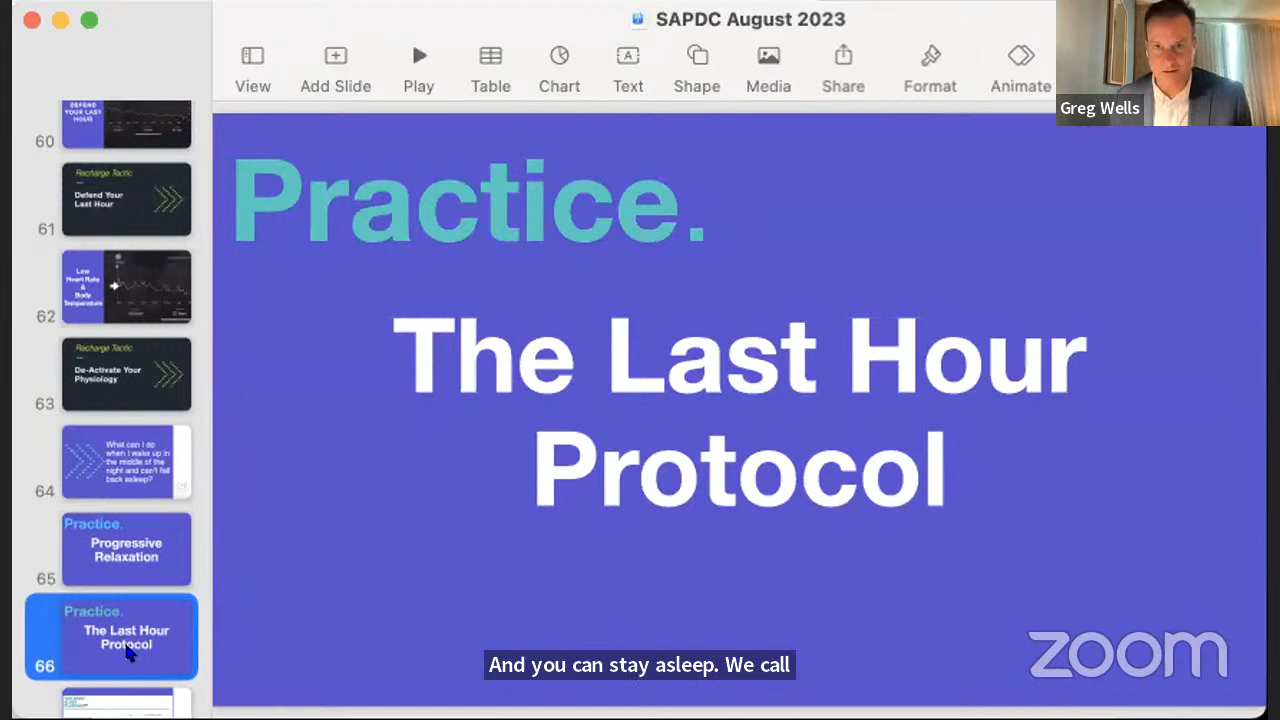 SAPDC August 2023
View
Add Slide
Play
Table
Chart
Text
Shape
Media
Share
Format
Animate
Greg Wells
DEFEND
YOUR LAST
HOUR
60
Recharge Tactic
Defend Your
Last Hour
61
Low
Heart Rate
&
Body
Temperature
62
Recharge Tactic
De-Activate Your
Physiology
63
What can I do
when I wake up in
the middle of the
night and can't fall
back asleep?
64
Practice.
Progressive
Relaxation
65
Practice.
The Last Hour
Protocol
66
Practice.
The Last Hour
Protocol
And you can stay asleep. We call
zoom